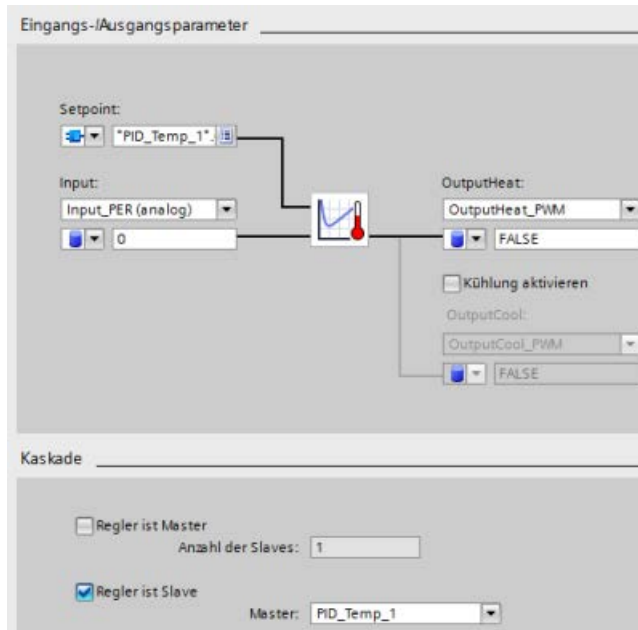 Eingangs-/Ausgangsparameter
Setpoint:
"PID_Temp_1".
Input:
Input_PER (analog)
0
OutputHeat:
OutputHeat_PWM
FALSE
Kühlung aktivieren
OutputCool:
OutputCool_PWM
FALSE
Kaskade
Regler ist Master
Anzahl der Slaves: 1
Regler ist Slave
Master: PID_Temp_1